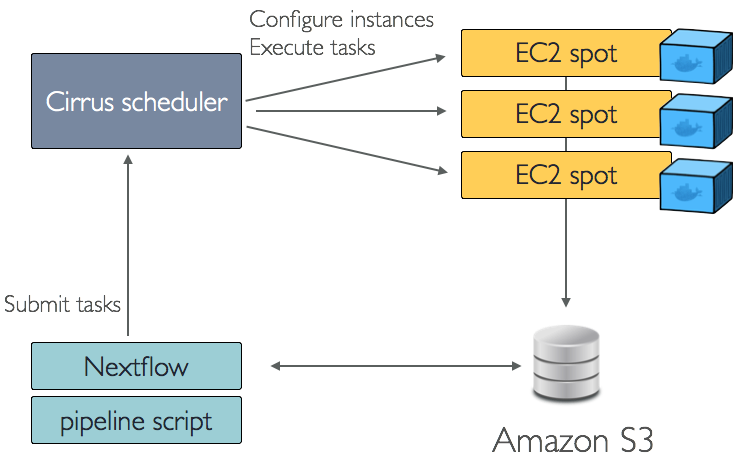 Configure instances
Execute tasks
Cirrus scheduler
EC2 spot
EC2 spot
EC2 spot
Submit tasks
Nextflow
pipeline script
Amazon S3